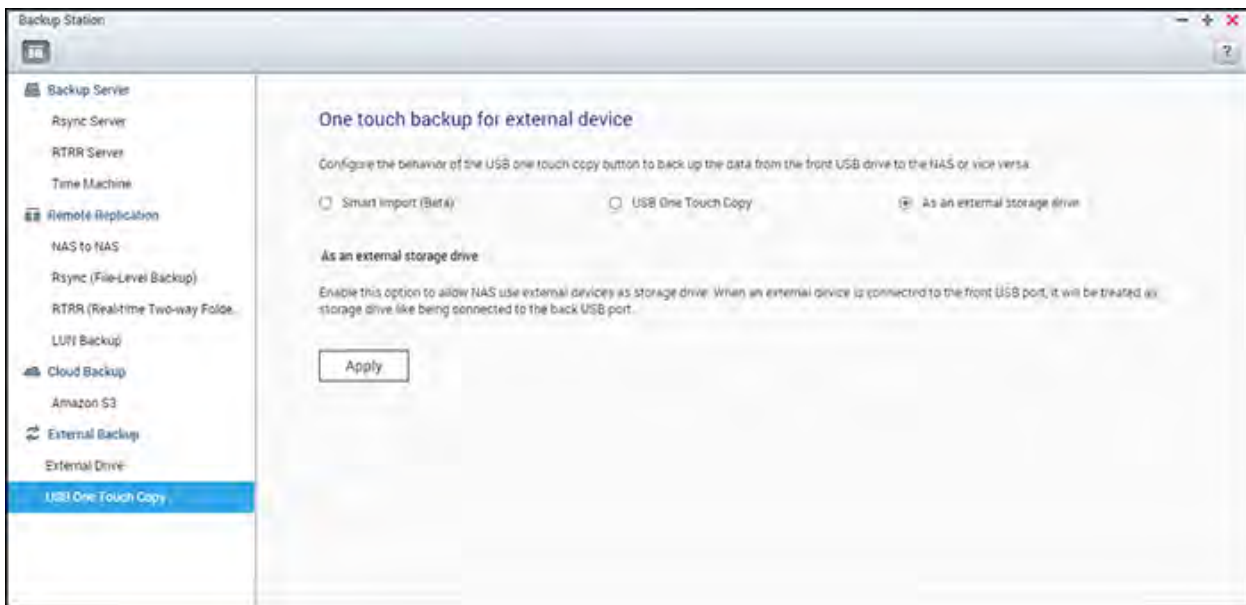 Backup Station
?
Backup Server
Rsync Server
RTRR Server
Time Machine
Remote Replication
NAS to NAS
Rsync (File-Level Backup)
RTRR (Real-time Two-way Folde..
LUN Backup
Cloud Backup
Amazon S3
External Backup
External Drive
USB One Touch Copy
One touch backup for external device
Configure the behavior of the USB one touch copy button to back up the data from the front USB drive to the NAS or vice versa.
Smart Import (Beta)
USB One Touch Copy
As an external storage drive
As an external storage drive
Enable this option to allow NAS use external devices as storage drive. When an external device is connected to the front USB port, it will be treated as
storage drive like being connected to the back USB port.
Apply